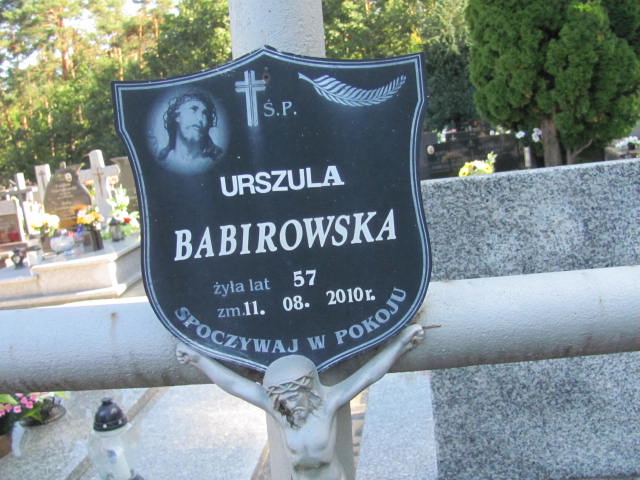 Ś.P.
URSZULA
BABIROWSKA
żyła lat 57
zm. 11. 08. 2010r.
SPOCZYWAJ W POKOJU